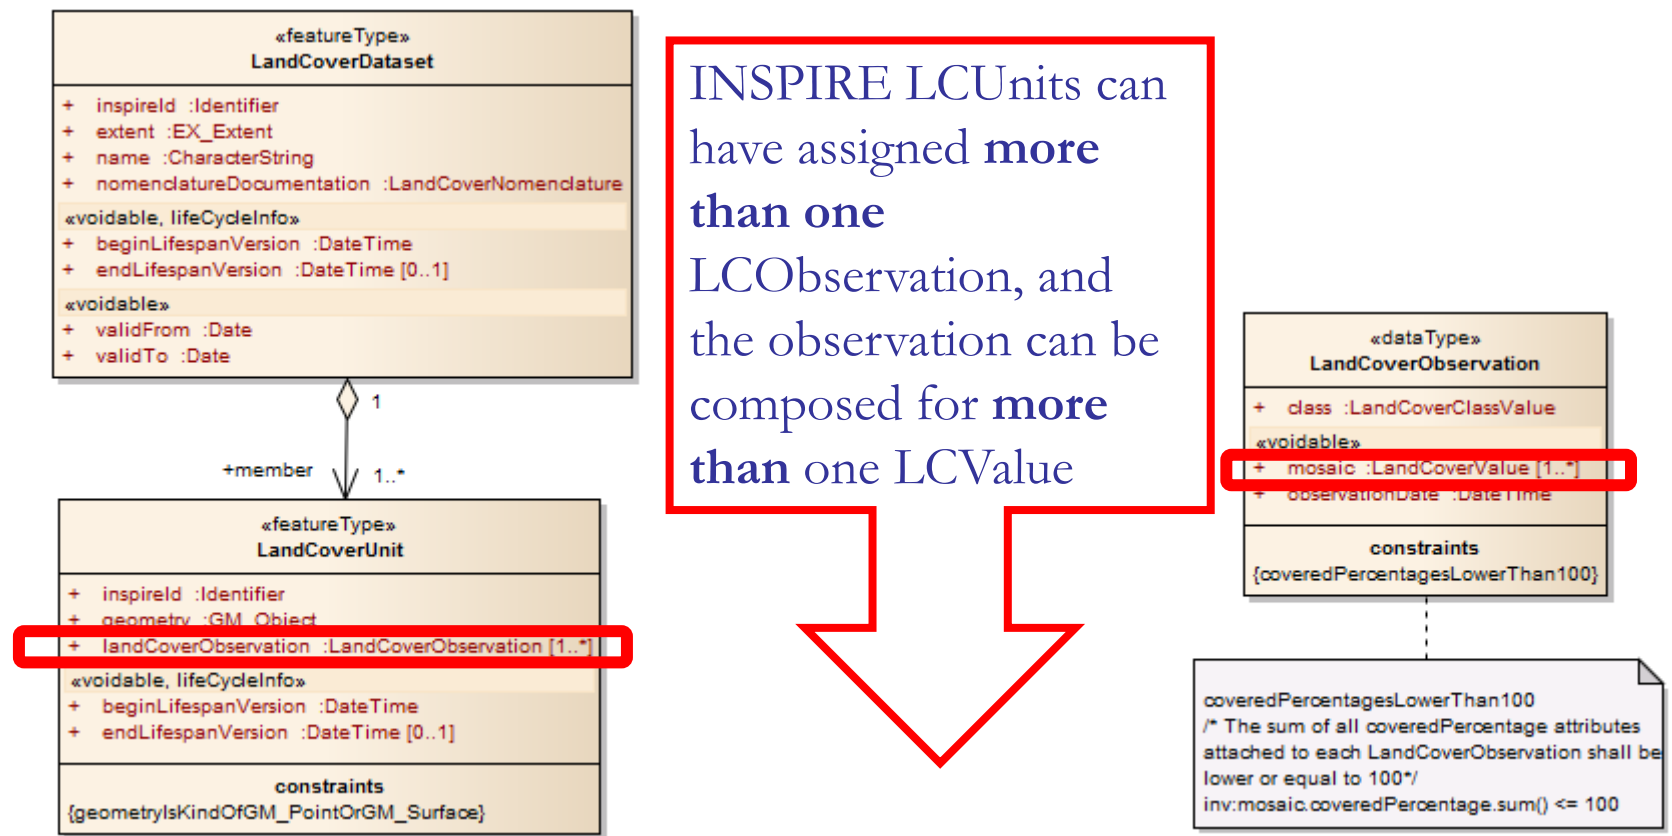 «featureType»
LandCoverDataset
+ inspireId :Identifier
+ extent :EX_Extent
+ name :CharacterString
+ nomenclatureDocumentation :LandCoverNomenclature
«voidable, lifeCycleInfo»
+ beginLifespanVersion :DateTime
+ endLifespanVersion :DateTime [0..1]
«voidable»
+ validFrom :Date
+ validTo :Date
1
+member
1..*
«featureType»
LandCoverUnit
+ inspireId :Identifier
+ geometry :GM_Object
+ landCoverObservation :LandCoverObservation [1..*]
«voidable, lifeCycleInfo»
+ beginLifespanVersion :DateTime
+ endLifespanVersion :DateTime [0..1]
constraints
{geometryIsKindOfGM_PointOrGM_Surface}
INSPIRE LCUnits can
have assigned more
than one
LCObservation, and
the observation can be
composed for more
than one LCValue
«dataType»
LandCoverObservation
+ class :LandCoverClassValue
«voidable»
+ mosaic :LandCoverValue [1..*]
+ observationDate :DateTime
constraints
{coveredPercentagesLowerThan100}
coveredPercentagesLowerThan100
/* The sum of all coveredPercentage attributes
attached to each LandCoverObservation shall be
lower or equal to 100*/
inv:mosaic.coveredPercentage.sum() <= 100